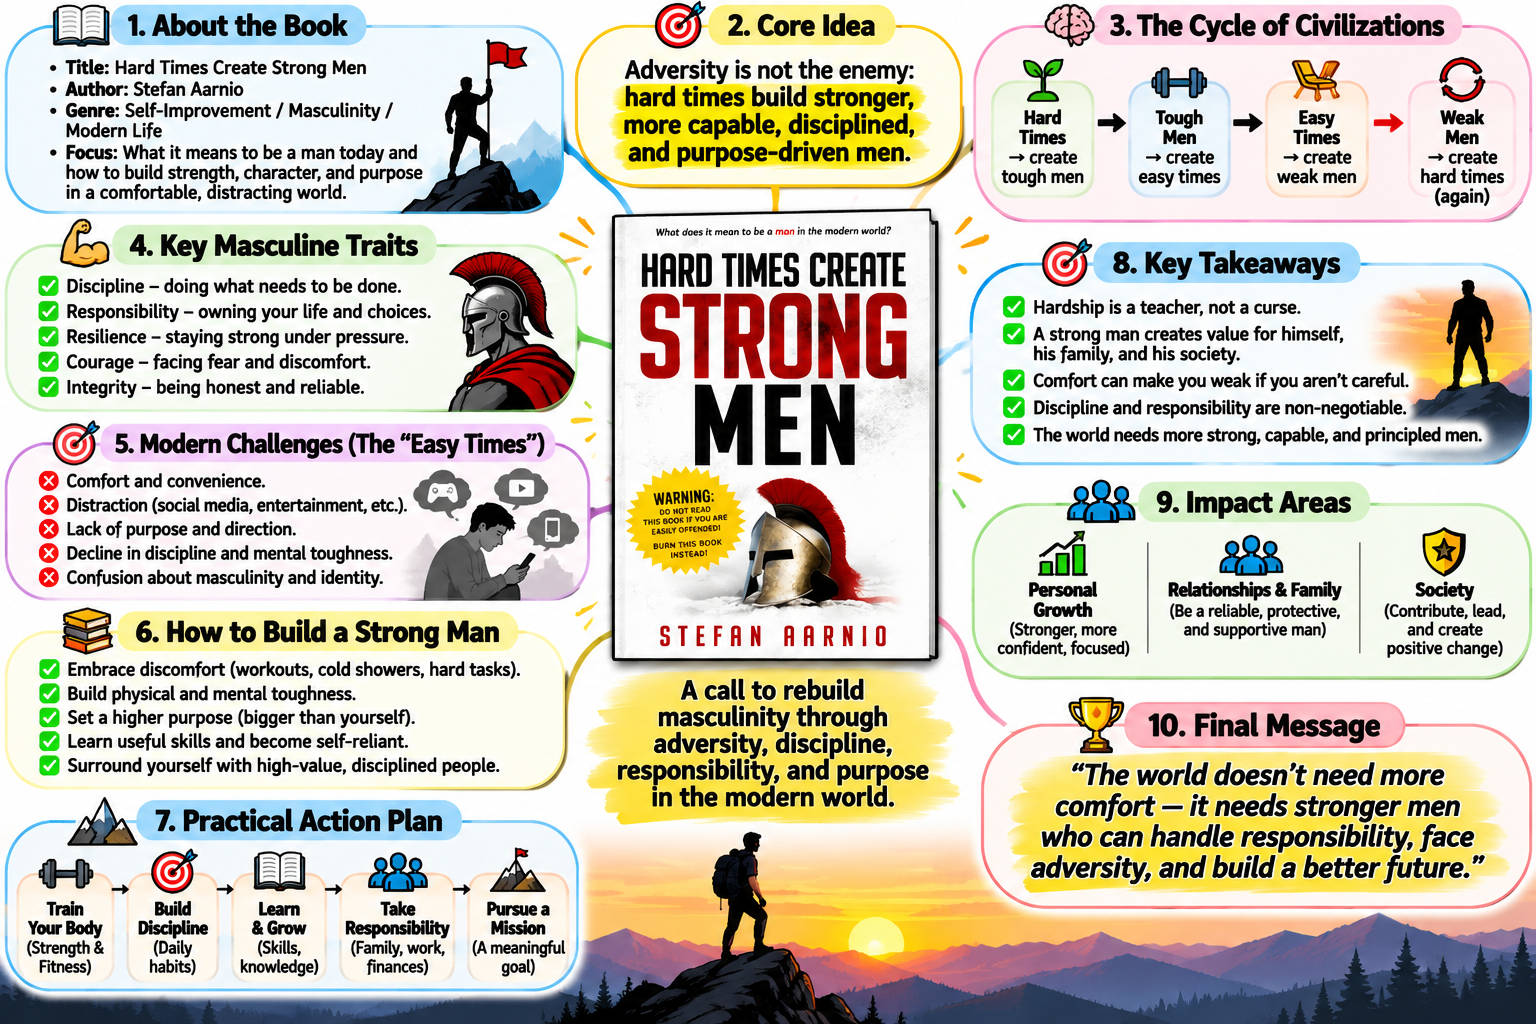 1. About the Book
• Title: Hard Times Create Strong Men
• Author: Stefan Aarnio
• Genre: Self-Improvement / Masculinity /
Modern Life
• Focus: What it means to be a man today and
how to build strength, character, and purpose
in a comfortable, distracting world.
2. Core Idea
Adversity is not the enemy:
hard times build stronger,
more capable, disciplined,
and purpose-driven men.
3. The Cycle of Civilizations
Hard
Times
→ create
tough men
Tough
Men
→ create
easy times
Easy
Times
→ create
weak men
Weak
Men
→ create
hard times
(again)
4. Key Masculine Traits
Discipline – doing what needs to be done.
Responsibility – owning your life and choices.
Resilience – staying strong under pressure.
Courage – facing fear and discomfort.
Integrity – being honest and reliable.
5. Modern Challenges (The “Easy Times”)
Comfort and convenience.
Distraction (social media, entertainment, etc.).
Lack of purpose and direction.
Decline in discipline and mental toughness.
Confusion about masculinity and identity.
6. How to Build a Strong Man
Embrace discomfort (workouts, cold showers, hard tasks).
Build physical and mental toughness.
Set a higher purpose (bigger than yourself).
Learn useful skills and become self-reliant.
Surround yourself with high-value, disciplined people.
7. Practical Action Plan
Train
Your Body
(Strength &
Fitness)
Build
Discipline
(Daily
habits)
Learn
& Grow
(Skills,
knowledge)
Take
Responsibility
(Family, work,
finances)
Pursue a
Mission
(A meaningful
goal)
What does it mean to be a man in the modern world?
HARD TIMES CREATE
STRONG
MEN
WARNING:
DO NOT READ
THIS BOOK IF YOU ARE
EASILY OFFENDED!
BURN THIS BOOK
INSTEAD!
STEFAN AARNIO
A call to rebuild
masculinity through
adversity, discipline,
responsibility, and purpose
in the modern world.
8. Key Takeaways
Hardship is a teacher, not a curse.
A strong man creates value for himself,
his family, and his society.
Comfort can make you weak if you aren’t careful.
Discipline and responsibility are non-negotiable.
The world needs more strong, capable, and principled men.
9. Impact Areas
Personal
Growth
(Stronger, more
confident, focused)
Relationships & Family
(Be a reliable, protective,
and supportive man)
Society
(Contribute, lead,
and create
positive change)
10. Final Message
“The world doesn’t need more
comfort — it needs stronger men
who can handle responsibility, face
adversity, and build a better future.”